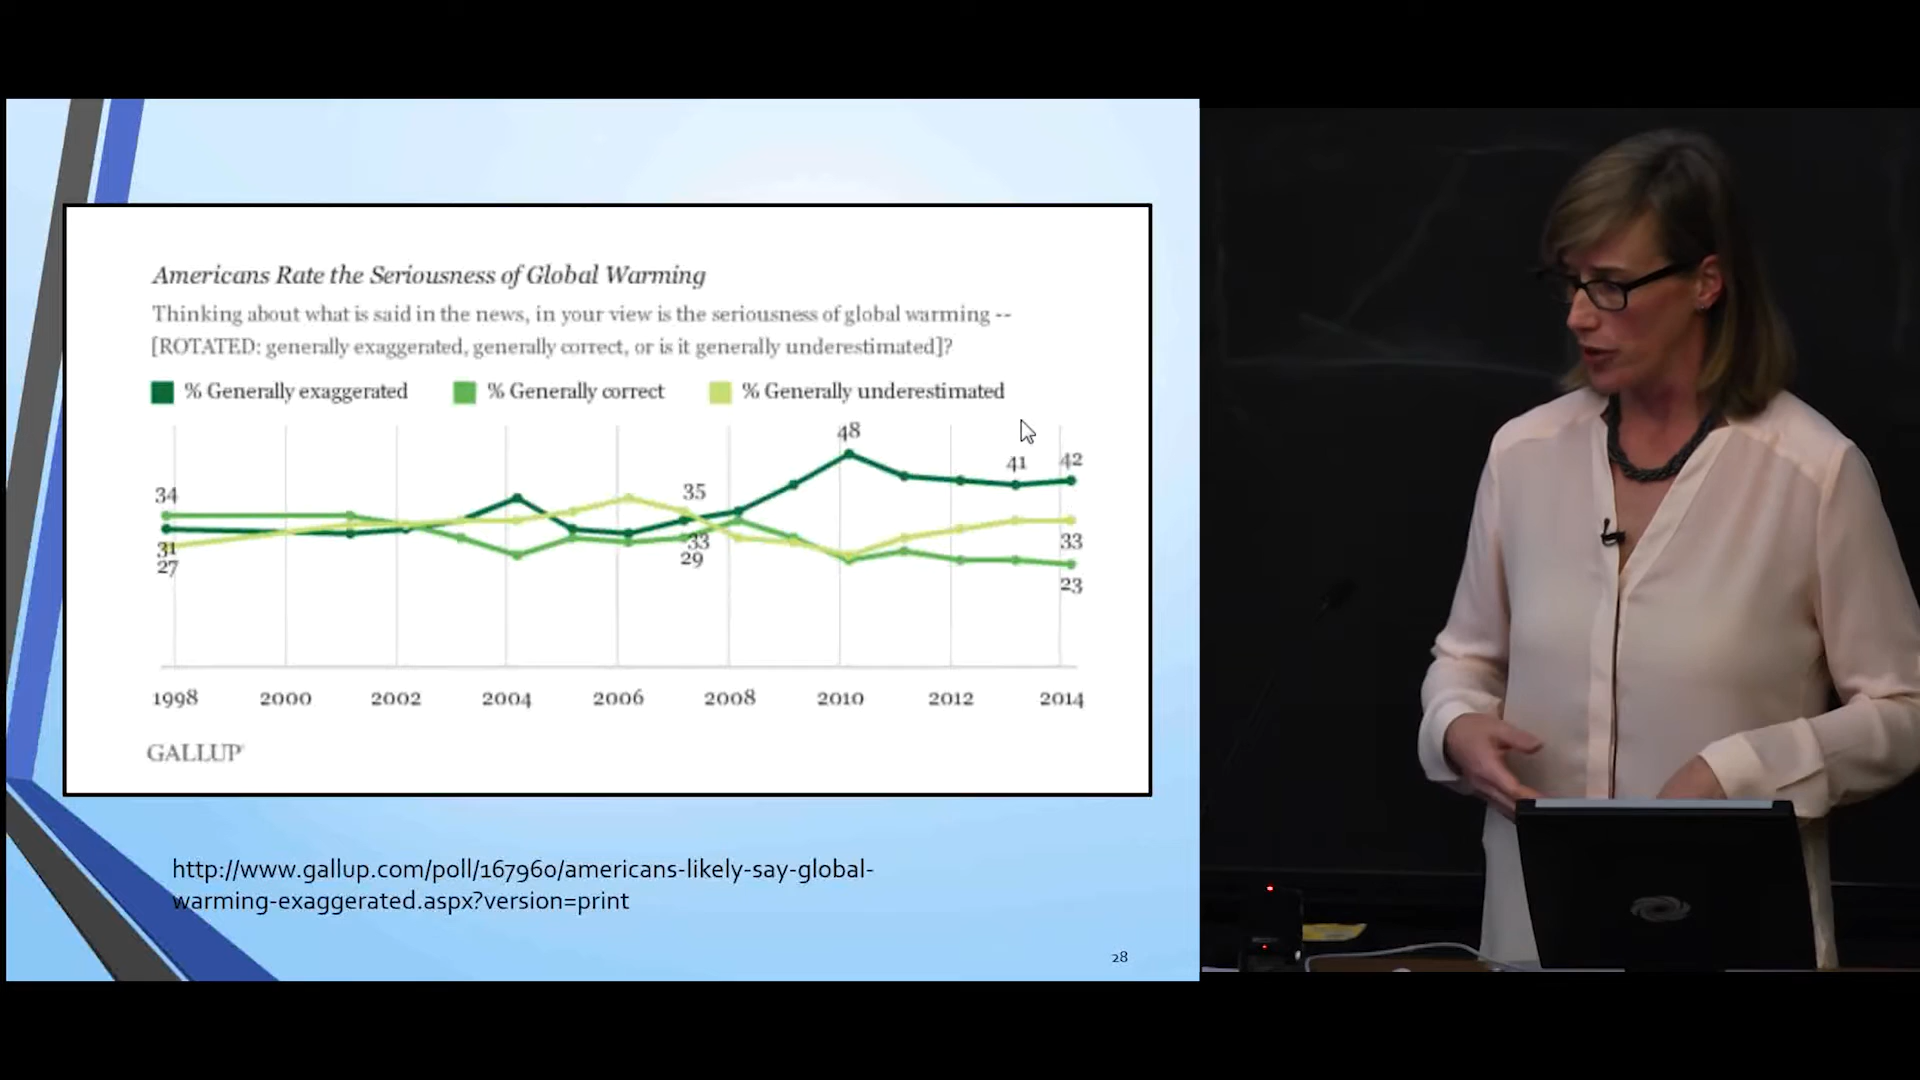 Americans Rate the Seriousness of Global Warming
Thinking about what is said in the news, in your view is the seriousness of global warming --
[ROTATED: generally exaggerated, generally correct, or is it generally underestimated]?
% Generally exaggerated % Generally correct % Generally underestimated
48
41 42
34 35
31 33 33
27 29 23
1998 2000 2002 2004 2006 2008 2010 2012 2014
GALLUP
http://www.gallup.com/poll/167960/americans-likely-say-global-
warming-exaggerated.aspx?version=print
28